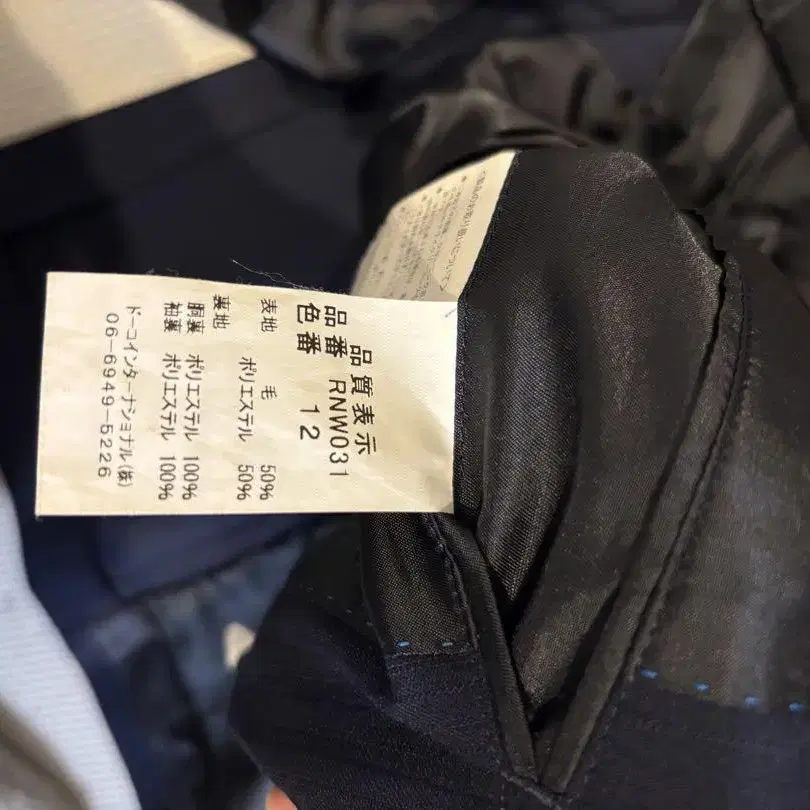 品質表示
品番 RNW031
色番 12
表地 毛 50%
ポリエステル 50%
裏地
胴裏 ポリエステル 100%
袖裏 ポリエステル 100%
ドーコインターナショナル(株)
06-6949-5226